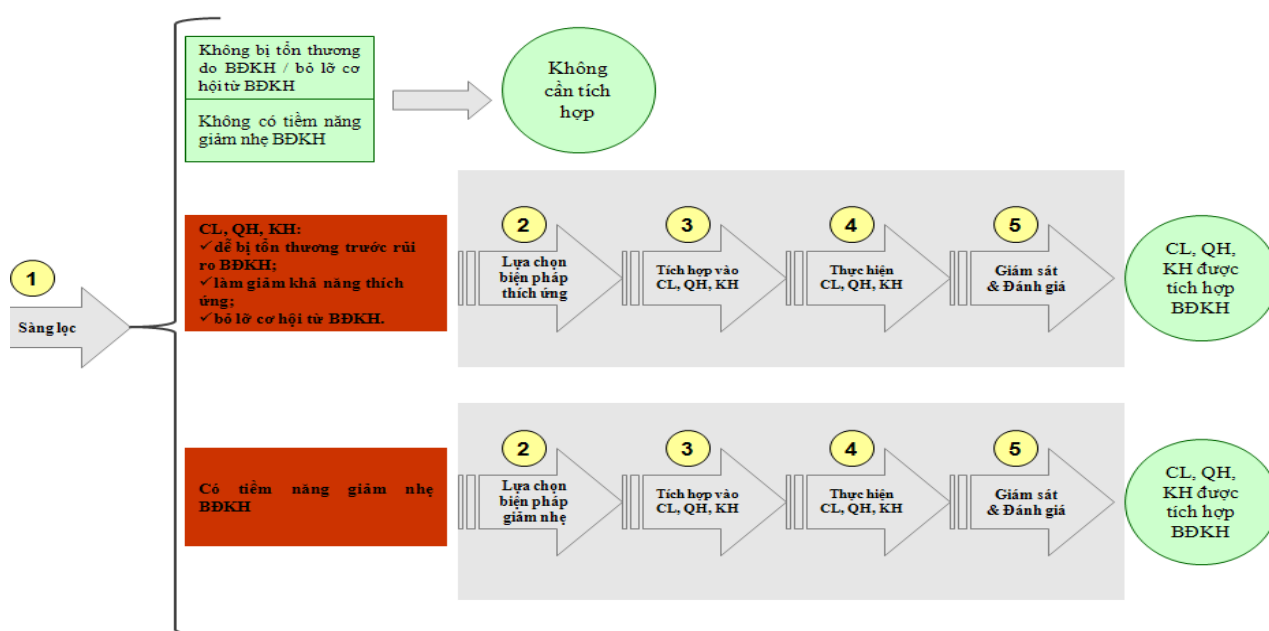 1
Sàng lọc
Không bị tổn thương
do BĐKH / bỏ lỡ cơ
hội từ BĐKH
Không có tiềm năng
giảm nhẹ BĐKH
Không
cần tích
hợp
CL, QH, KH:
✓dễ bị tổn thương trước rủi
ro BĐKH;
✓làm giảm khả năng thích
ứng;
✓bỏ lỡ cơ hội từ BĐKH.
2
Lựa chọn
biện pháp
thích ứng
3
Tích hợp vào
CL, QH, KH
4
Thực hiện
CL, QH, KH
5
Giám sát
& Đánh giá
CL, QH,
KH được
tích hợp
BĐKH
Có tiềm năng giảm nhẹ
BĐKH
2
Lựa chọn
biện pháp
giảm nhẹ
3
Tích hợp vào
CL, QH, KH
4
Thực hiện
CL, QH, KH
5
Giám sát
& Đánh giá
CL, QH,
KH được
tích hợp
BĐKH